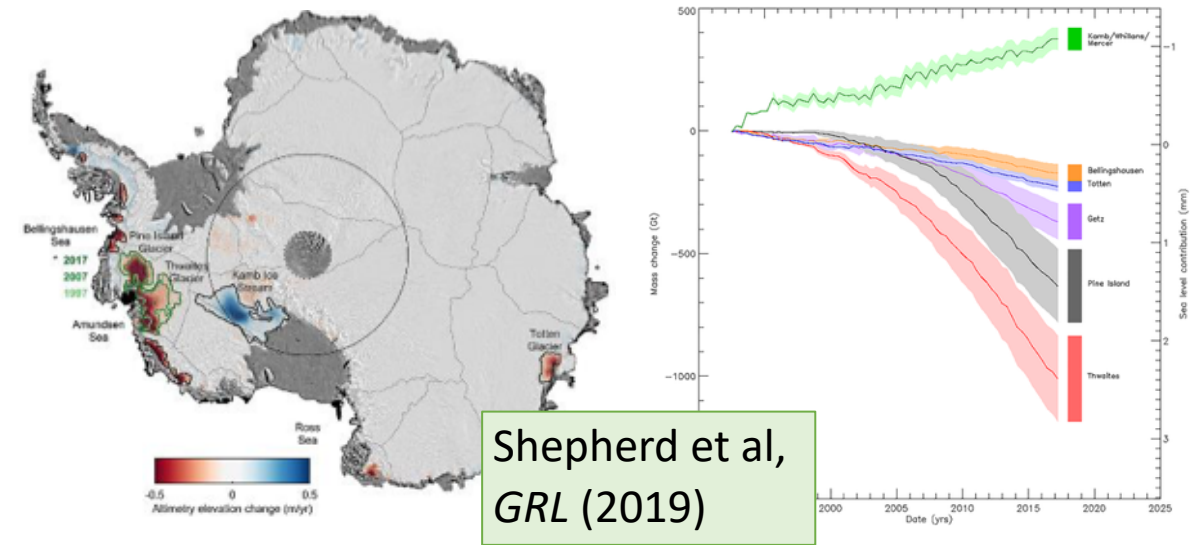 Bellingshausen
Sea
Pine Island
Glacier
* 2017
2007
1997
Thwaites
Glacier
Kamb Ice
Stream
Amundsen
Sea
Totten
Glacier
Ross
Sea
-0.5
0
0.5
Altimetry elevation change (m/yr)
500
0
-500
-1000
Mass change (Gt)
Kamb/Whillans/
Mercer
Bellingshausen
Totten
Getz
Pine Island
Thwaites
-1
0
1
2
3
Sea level contribution (mm)
2000
2005
2010
2015
2020
2025
Date (yrs)
Shepherd et al,
GRL (2019)